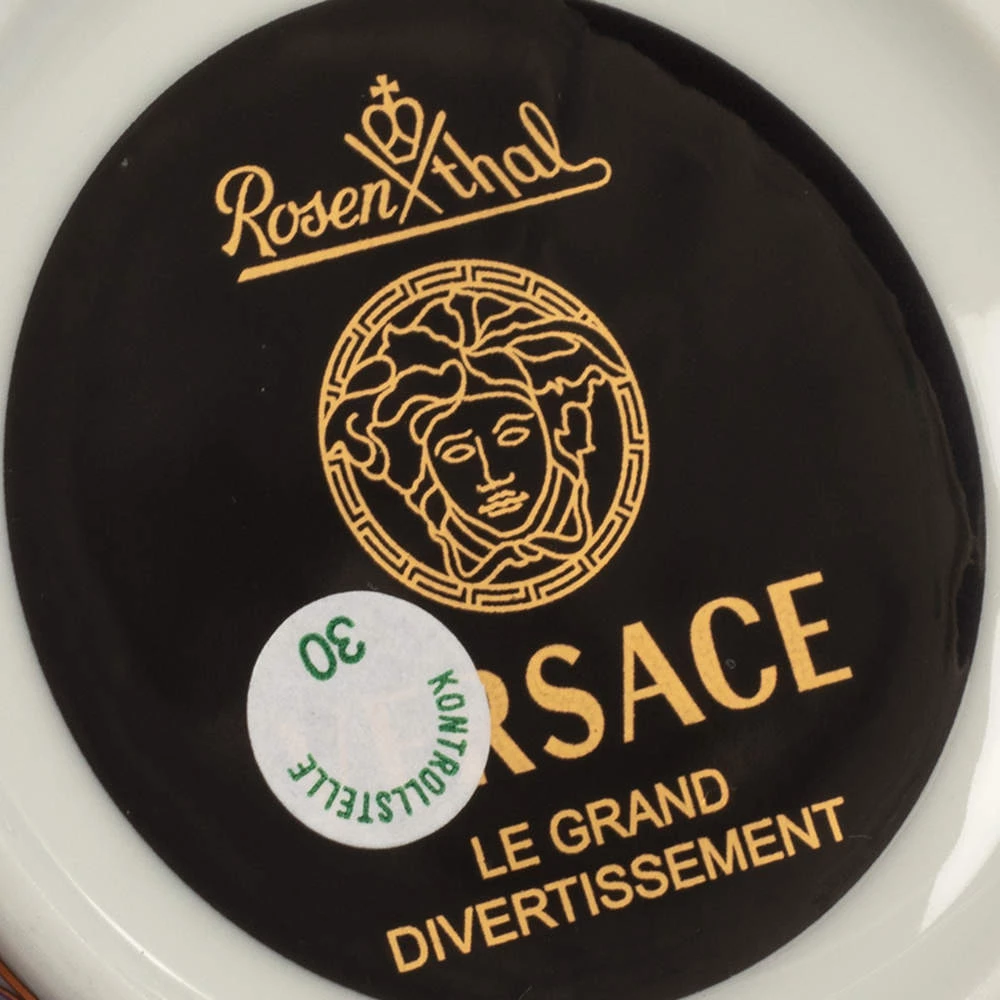 Rosenthal
RSACE
LE GRAND
DIVERTISSEMENT
30
KONTROLLSTELLE